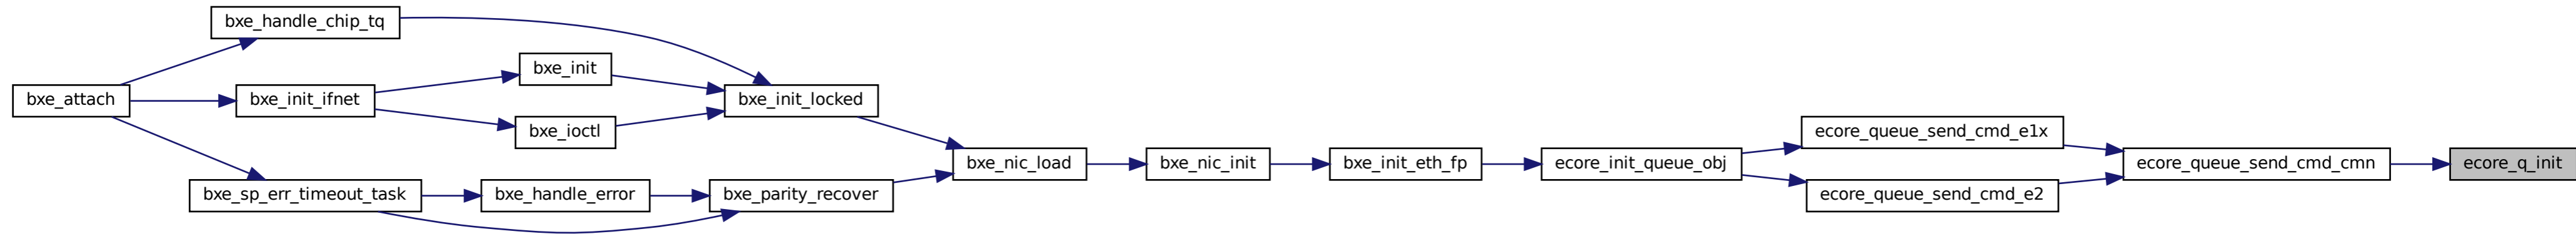 bxe_handle_chip_tq
bxe_init
bxe_attach
bxe_init_ifnet
bxe_init_locked
bxe_ioctl
ecore_queue_send_cmd_e1x
bxe_nic_load
bxe_nic_init
bxe_init_eth_fp
ecore_init_queue_obj
ecore_queue_send_cmd_cmn
ecore_q_init
bxe_sp_err_timeout_task
bxe_handle_error
bxe_parity_recover
ecore_queue_send_cmd_e2